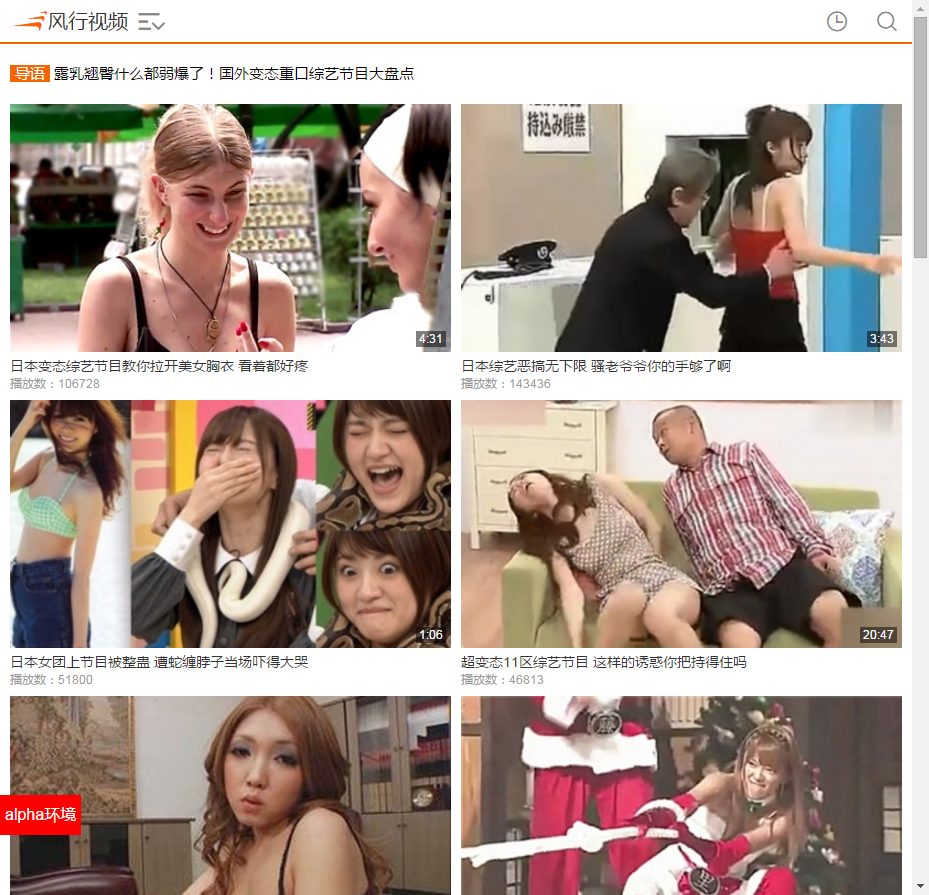 风行视频
导语 露乳翘臀什么都弱爆了！国外变态重口综艺节目大盘点
持込み厳禁
4:31
3:43
日本变态综艺节目教你拉开美女胸衣 看着都好疼
播放数：106728
日本综艺恶搞无下限 骚老爷爷你的手够了啊
播放数：143436
1:06
20:47
日本女团上节目被整蛊 遭蛇缠脖子当场吓得大哭
播放数：51800
超变态11区综艺节目 这样的诱惑你把持得住吗
播放数：46813
alpha环境